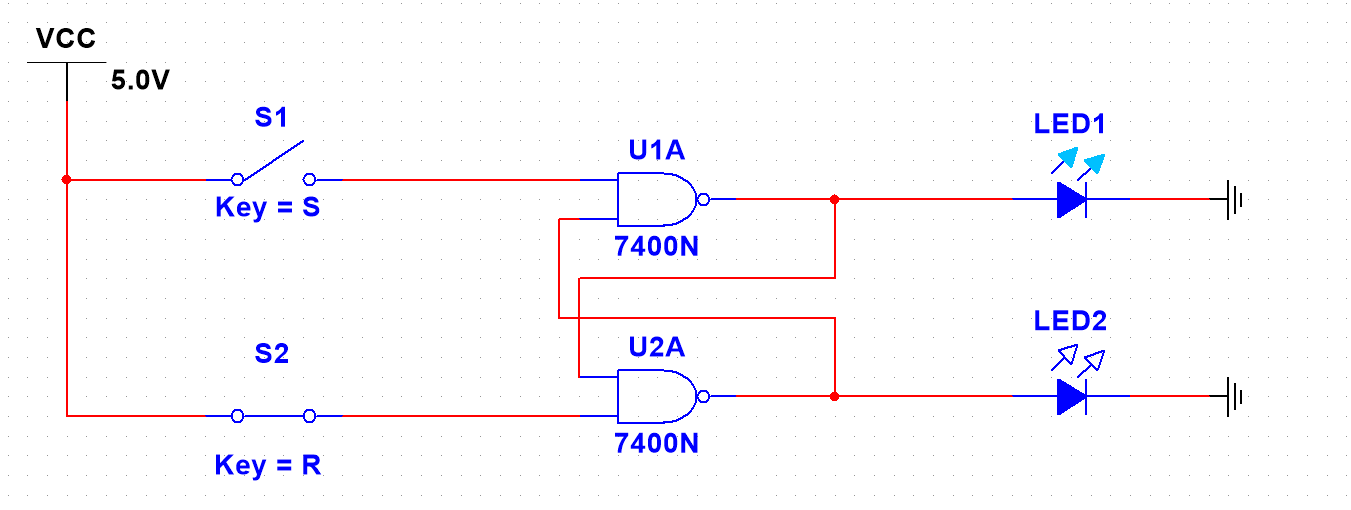 VCC
5.0V
S1
Key = S
U1A
7400N
LED1
S2
Key = R
U2A
7400N
LED2